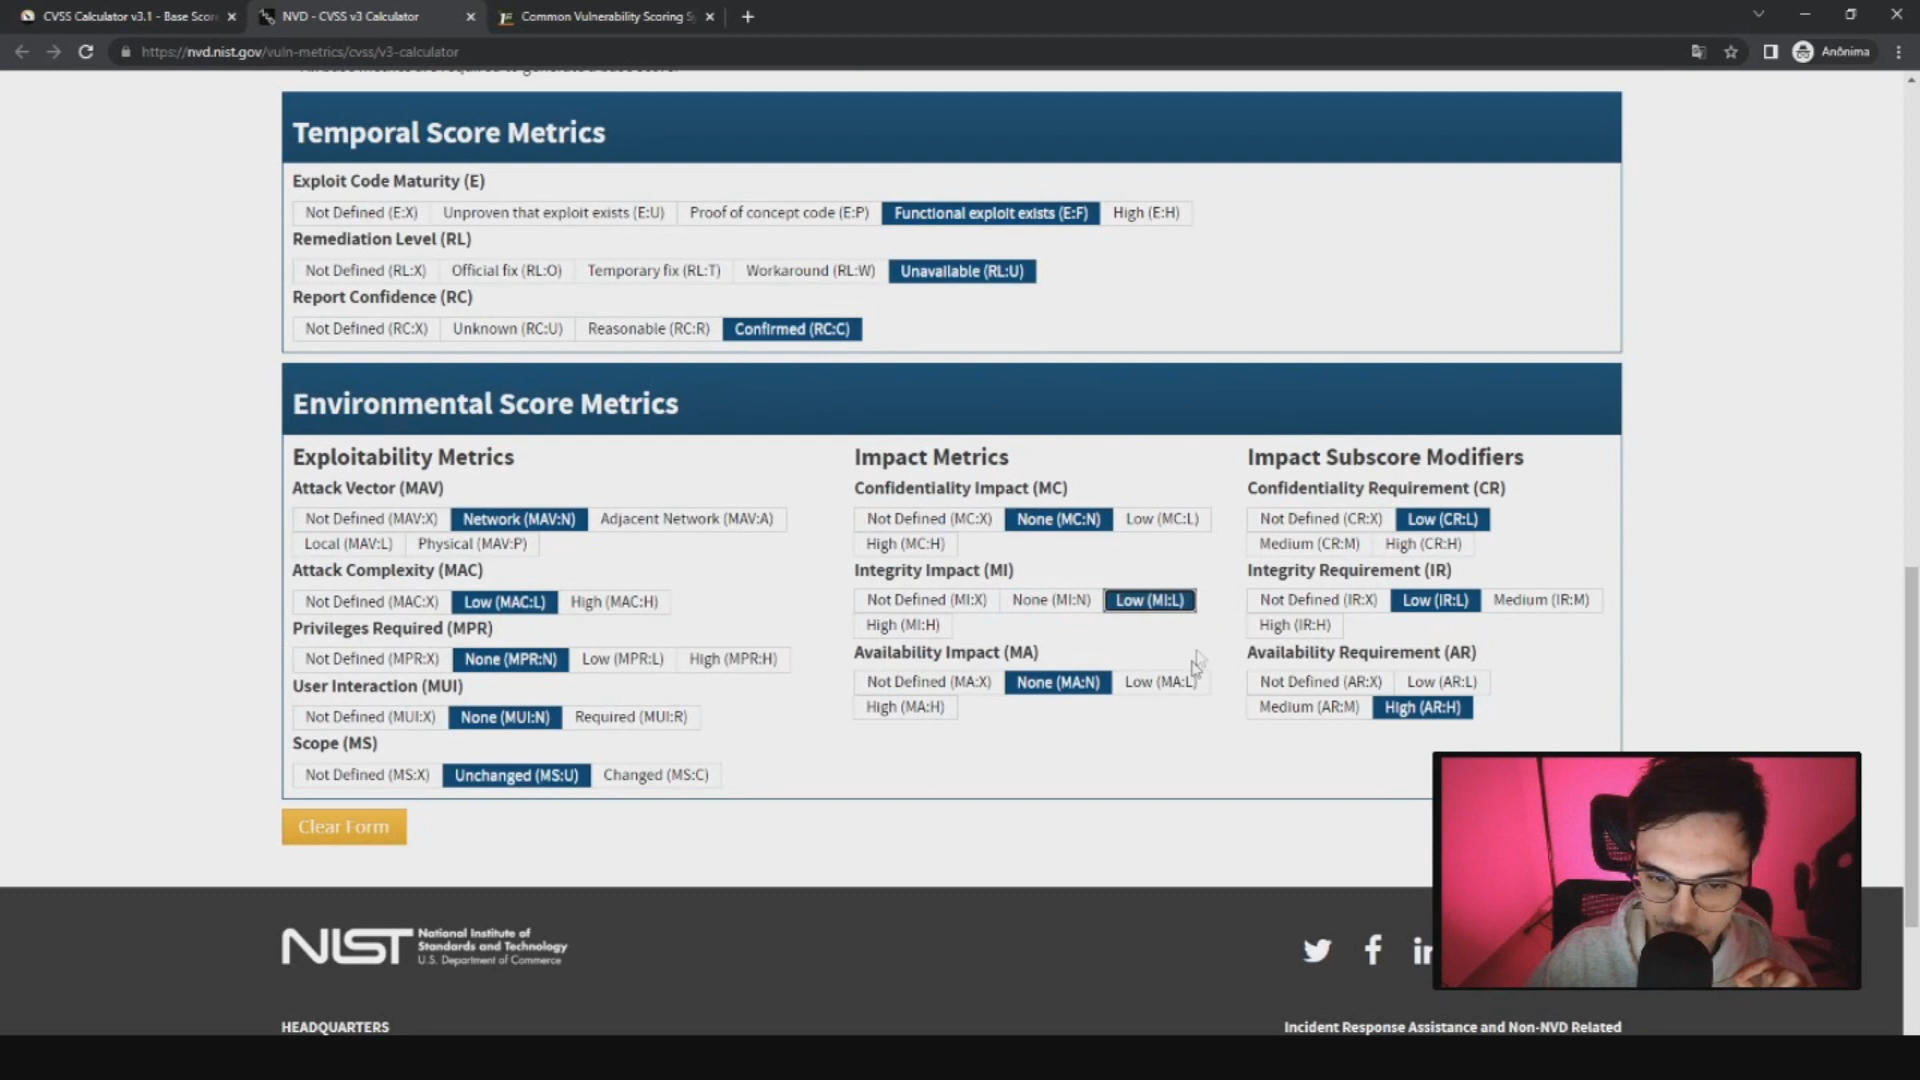 CVSS Calculator v3.1 - Base Scor
NVD - CVSS v3 Calculator
Common Vulnerability Scoring S
https://nvd.nist.gov/vuln-metrics/cvss/v3-calculator
Anônima
Temporal Score Metrics
Exploit Code Maturity (E)
Not Defined (E:X) Unproven that exploit exists (E:U) Proof of concept code (E:P) Functional exploit exists (E:F) High (E:H)
Remediation Level (RL)
Not Defined (RL:X) Official fix (RL:O) Temporary fix (RL:T) Workaround (RL:W) Unavailable (RL:U)
Report Confidence (RC)
Not Defined (RC:X) Unknown (RC:U) Reasonable (RC:R) Confirmed (RC:C)
Environmental Score Metrics
Exploitability Metrics
Attack Vector (MAV)
Not Defined (MAV:X) Network (MAV:N) Adjacent Network (MAV:A)
Local (MAV:L) Physical (MAV:P)
Attack Complexity (MAC)
Not Defined (MAC:X) Low (MAC:L) High (MAC:H)
Privileges Required (MPR)
Not Defined (MPR:X) None (MPR:N) Low (MPR:L) High (MPR:H)
User Interaction (MUI)
Not Defined (MUI:X) None (MUI:N) Required (MUI:R)
Scope (MS)
Not Defined (MS:X) Unchanged (MS:U) Changed (MS:C)
Impact Metrics
Confidentiality Impact (MC)
Not Defined (MC:X) None (MC:N) Low (MC:L)
High (MC:H)
Integrity Impact (MI)
Not Defined (MI:X) None (MI:N) Low (MI:L)
High (MI:H)
Availability Impact (MA)
Not Defined (MA:X) None (MA:N) Low (MA:L)
High (MA:H)
Impact Subscore Modifiers
Confidentiality Requirement (CR)
Not Defined (CR:X) Low (CR:L)
Medium (CR:M) High (CR:H)
Integrity Requirement (IR)
Not Defined (IR:X) Low (IR:L) Medium (IR:M)
High (IR:H)
Availability Requirement (AR)
Not Defined (AR:X) Low (AR:L)
Medium (AR:M) High (AR:H)
Clear Form
NIST
National Institute of
Standards and Technology
U.S. Department of Commerce
HEADQUARTERS
Incident Response Assistance and Non-NVD Related